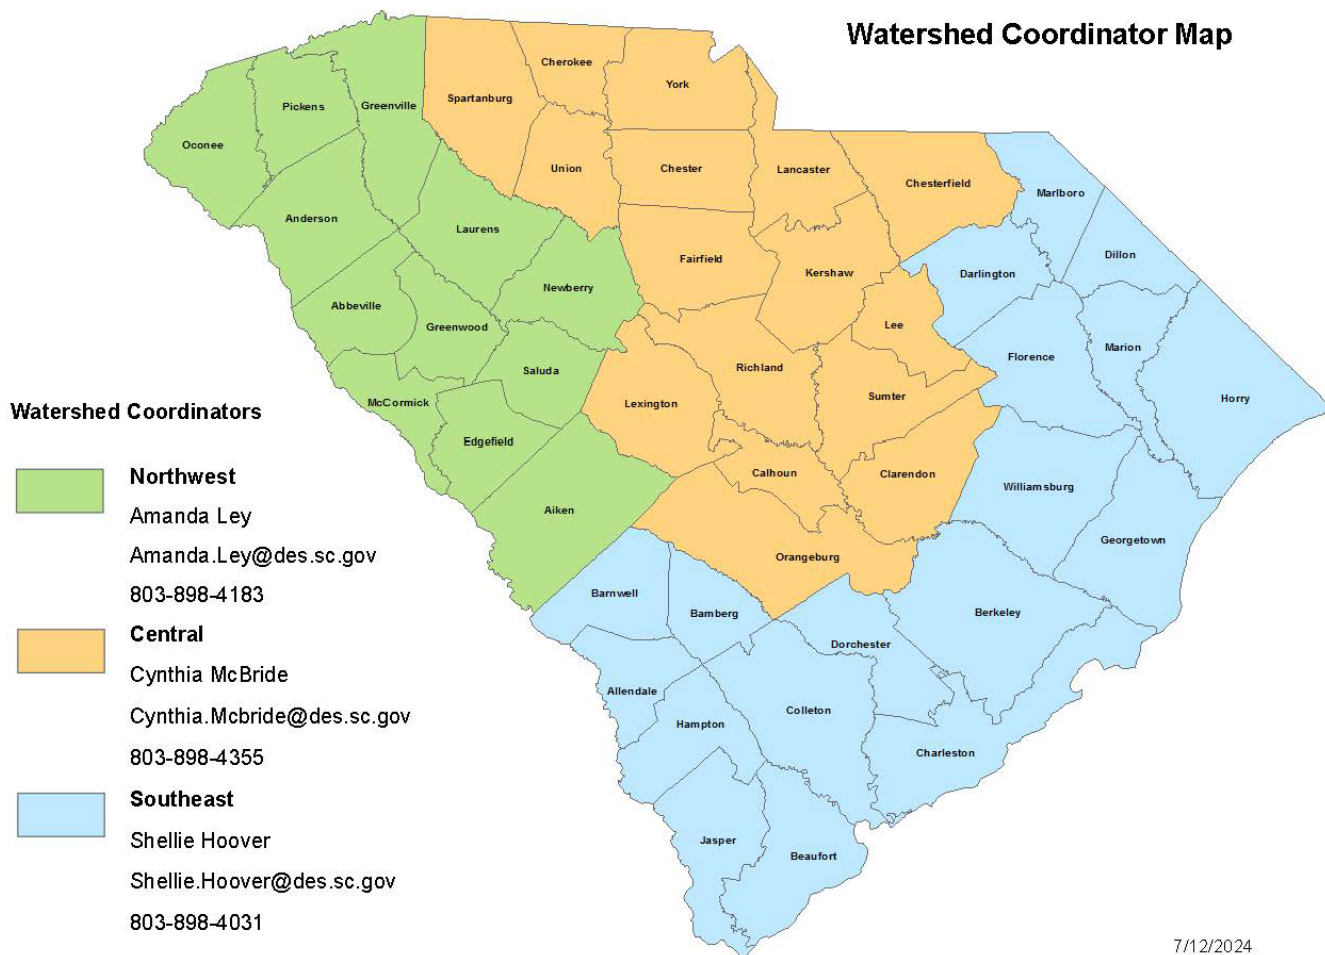 Watershed Coordinator Map
Cherokee
York
Spartanburg
Pickens
Greenville
Oconee
Union
Chester
Lancaster
Chesterfield
Marlboro
Anderson
Laurens
Fairfield
Kershaw
Darlington
Dillon
Newberry
Abbeville
Greenwood
Lee
Marion
Florence
Saluda
Richland
McCormick
Lexington
Sumter
Horry
Edgefield
Calhoun
Clarendon
Williamsburg
Aiken
Georgetown
Orangeburg
Barnwell
Bamberg
Berkeley
Dorchester
Allendale
Hampton
Colleton
Charleston
Jasper
Beaufort
Watershed Coordinators
Northwest
Amanda Ley
Amanda.Ley@des.sc.gov
803-898-4183
Central
Cynthia McBride
Cynthia.Mcbride@des.sc.gov
803-898-4355
Southeast
Shellie Hoover
Shellie.Hoover@des.sc.gov
803-898-4031
7/12/2024